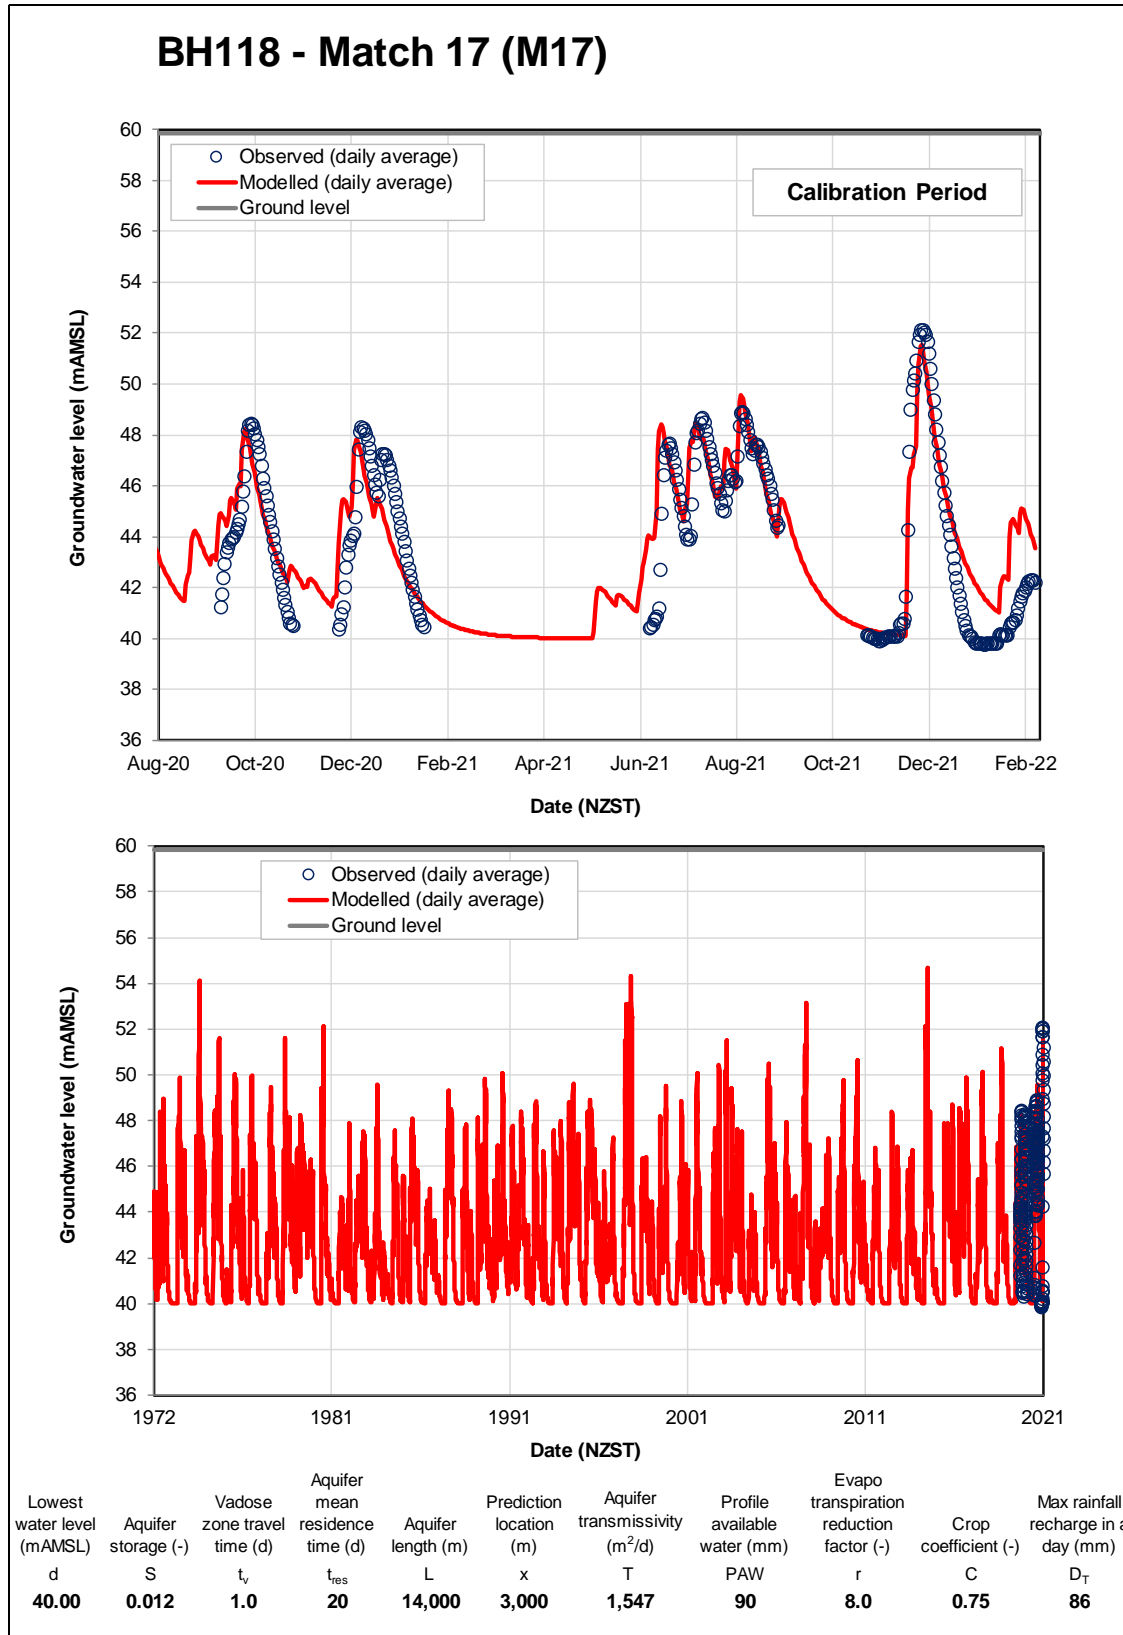 BH118 - Match 17 (M17)
60
58
56
54
52
50
48
46
44
42
40
38
36
Groundwater level (mAMSL)
Observed (daily average)
Modelled (daily average)
Ground level
Calibration Period
Aug-20 Oct-20 Dec-20 Feb-21 Apr-21 Jun-21 Aug-21 Oct-21 Dec-21 Feb-22
Date (NZST)
60
58
56
54
52
50
48
46
44
42
40
38
36
Groundwater level (mAMSL)
Observed (daily average)
Modelled (daily average)
Ground level
1972 1981 1991 2001 2011 2021
Date (NZST)
Lowest water level (mAMSL)
d
40.00
Aquifer storage (-)
S
0.012
Vadose zone travel time (d)
tv
1.0
Aquifer mean residence time (d)
tres
20
Aquifer length (m)
L
14,000
Prediction location (m)
x
3,000
Aquifer transmissivity (m²/d)
T
1,547
Profile available water (mm)
PAW
90
Evapo transpiration reduction factor (-)
r
8.0
Crop coefficient (-)
C
0.75
Max rainfall recharge in a day (mm)
DT
86